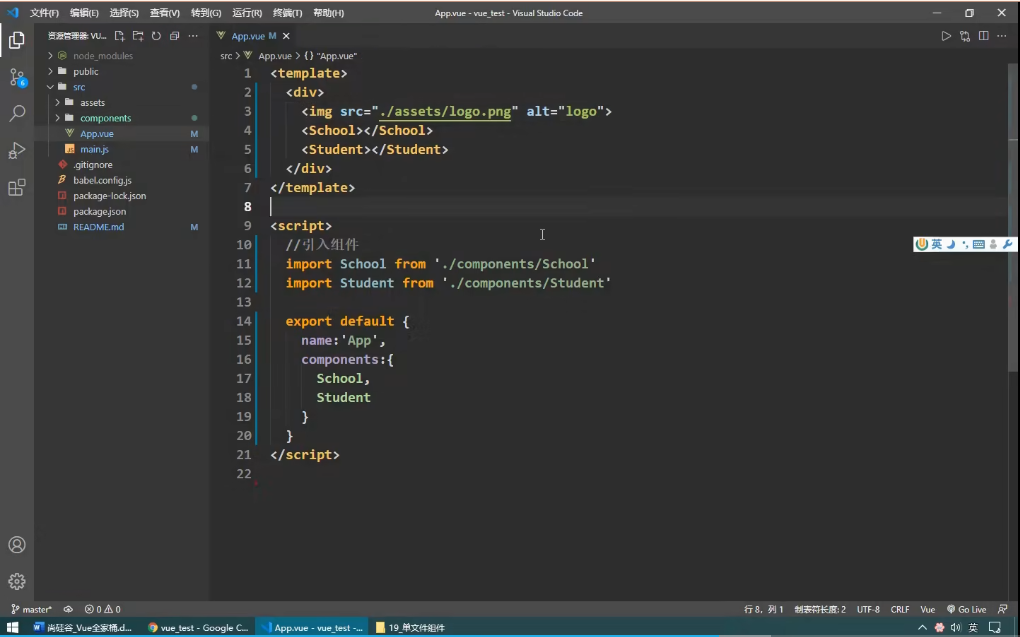 文件(F) 编辑(E) 选择(S) 查看(V) 转到(G) 运行(R) 终端(T) 帮助(H) App.vue - vue_test - Visual Studio Code
资源管理器: VU... App.vue M
src > App.vue > {} "App.vue"
node_modules
public
src
assets
components
App.vue M
main.js M
.gitignore
babel.config.js
package-lock.json
package.json
README.md M
6
1 <template>
2 <div>
3 <img src="./assets/logo.png" alt="logo">
4 <School></School>
5 <Student></Student>
6 </div>
7 </template>
8
9 <script>
10 //引入组件
11 import School from './components/School'
12 import Student from './components/Student'
13
14 export default {
15 name:'App',
16 components:{
17 School,
18 Student
19 }
20 }
21 </script>
22
英
master* 0 0 行 8，列 1 制表符长度: 2 UTF-8 CRLF Vue Go Live
尚硅谷_Vue全家桶.d... vue_test - Google C... App.vue - vue_test -... 19_单文件组件 英